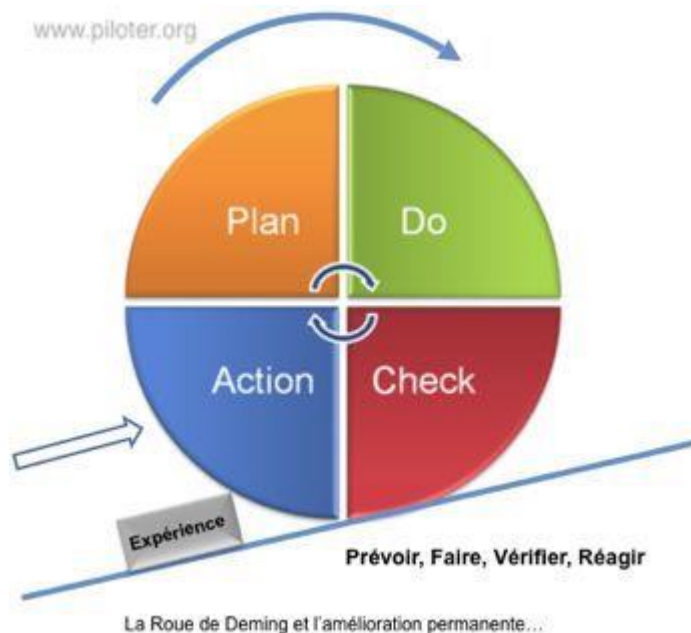 www.piloter.org
Plan
Do
Action
Check
Expérience
Prévoir, Faire, Vérifier, Réagir
La Roue de Deming et l'amélioration permanente...